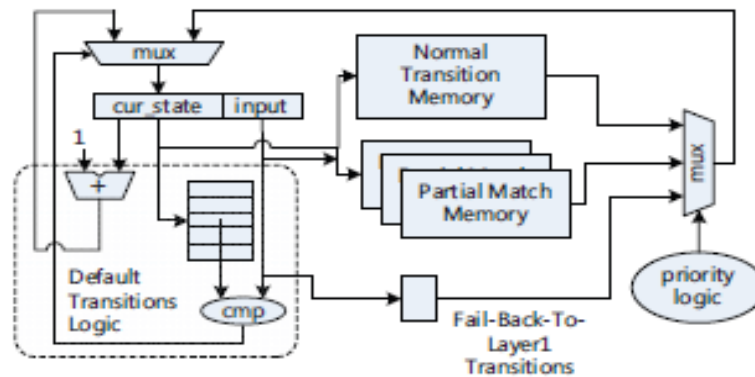 mux
Normal
Transition
Memory
cur_state
input
1
+
mux
Partial Match
Memory
Default
Transitions
Logic
cmp
priority
logic
Fail-Back-To-
Layer1
Transitions